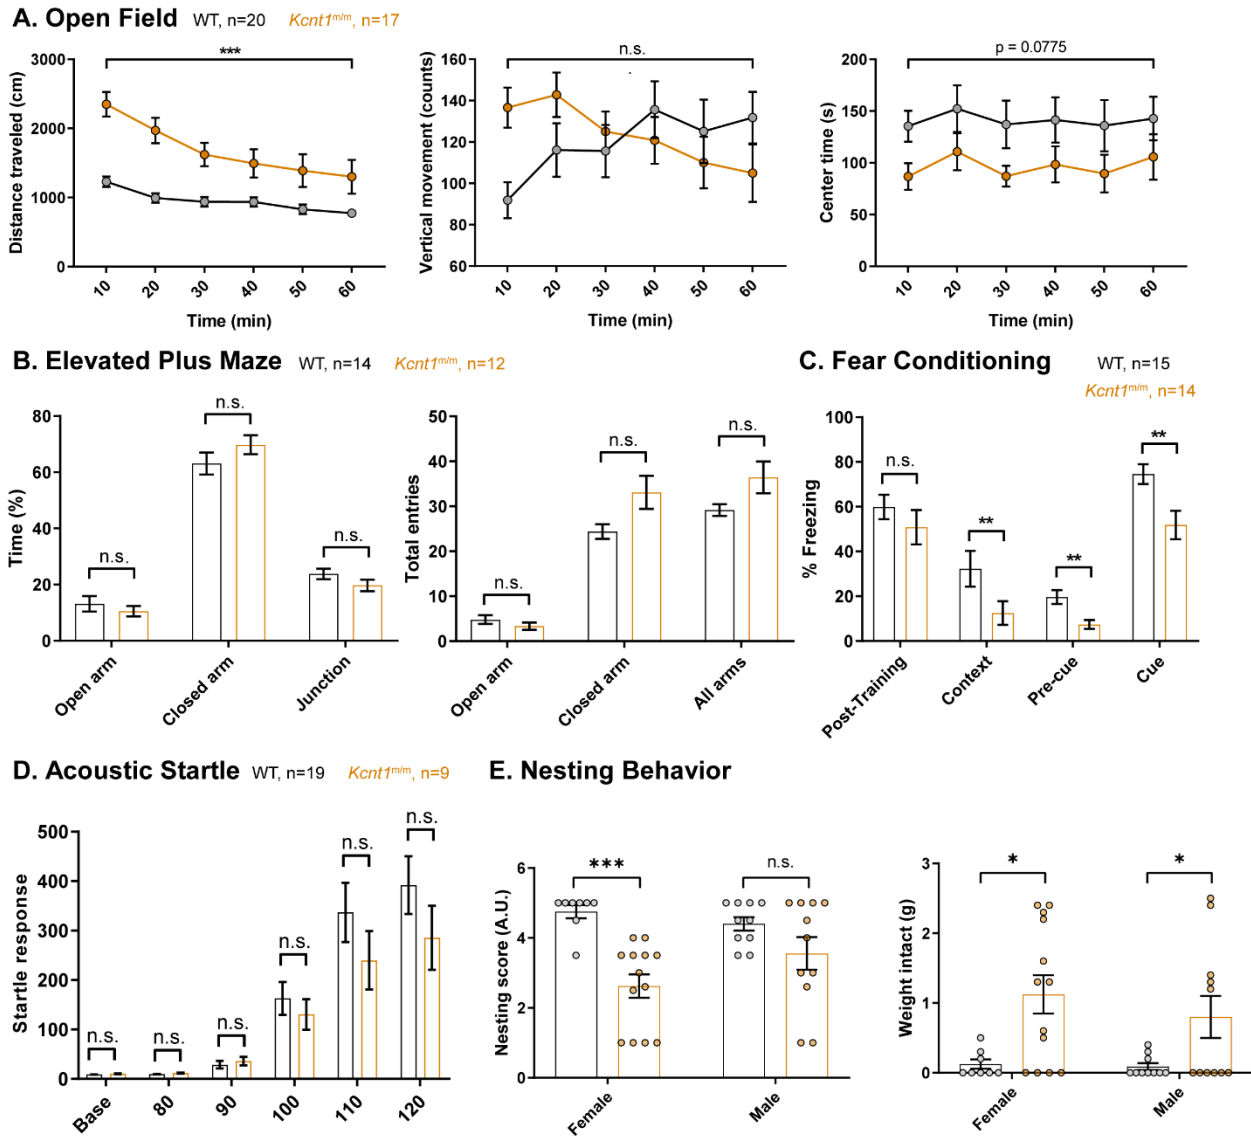 A. Open Field WT, n=20 Kcnt1m/m, n=17
***
3000
2000
1000
0
Distance traveled (cm)
10 20 30 40 50 60
Time (min)
n.s.
160
140
120
100
80
60
Vertical movement (counts)
10 20 30 40 50 60
Time (min)
p = 0.0775
200
150
100
50
0
Center time (s)
10 20 30 40 50 60
Time (min)
B. Elevated Plus Maze WT, n=14 Kcnt1m/m, n=12
80
60
40
20
0
Time (%)
n.s. n.s. n.s.
Open arm Closed arm Junction
50
40
30
20
10
0
Total entries
n.s. n.s. n.s.
Open arm Closed arm All arms
C. Fear Conditioning WT, n=15
Kcnt1m/m, n=14
100
80
60
40
20
0
% Freezing
n.s. ** ** **
Post-Training Context Pre-cue Cue
D. Acoustic Startle WT, n=19 Kcnt1m/m, n=9
500
400
300
200
100
0
Startle response
n.s. n.s. n.s. n.s. n.s. n.s.
Base 80 90 100 110 120
E. Nesting Behavior
6
4
2
0
Nesting score (A.U.)
*** n.s.
Female Male
3
2
1
0
Weight intact (g)
* *
Female Male